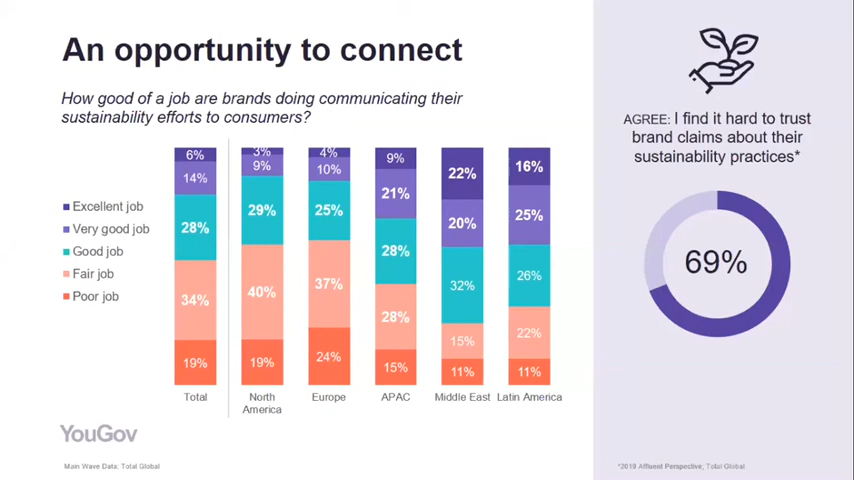 An opportunity to connect
How good of a job are brands doing communicating their
sustainability efforts to consumers?
Excellent job
Very good job
Good job
Fair job
Poor job
6%
14%
28%
34%
19%
Total
3%
9%
29%
40%
19%
North
America
4%
10%
25%
37%
24%
Europe
9%
21%
28%
28%
15%
APAC
22%
20%
32%
15%
11%
Middle East
16%
25%
26%
22%
11%
Latin America
YouGov
Main Wave Data; Total Global
AGREE: I find it hard to trust
brand claims about their
sustainability practices*
69%
*2019 Affluent Perspective; Total Global